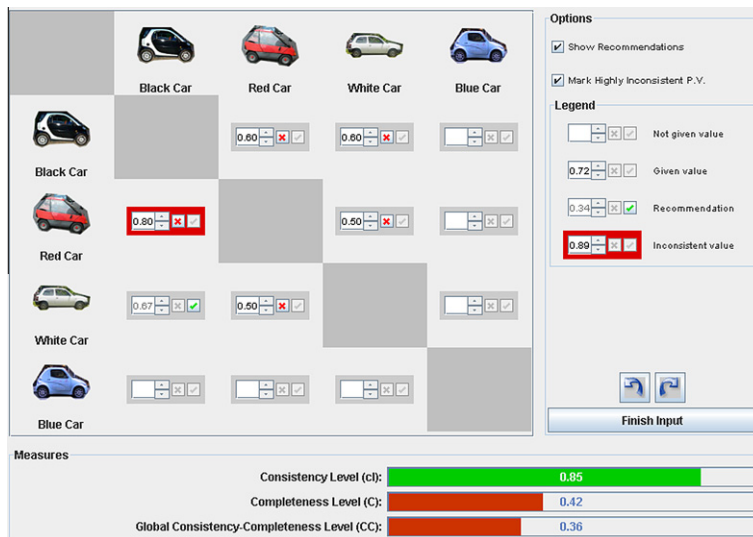 Options
Show Recommendations
Mark Highly Inconsistent P.V.
Legend
Not given value
0.72 Given value
0.34 Recommendation
0.89 Inconsistent value
Black Car Red Car White Car Blue Car
Black Car 0.60 0.60
Red Car 0.80 0.50
White Car 0.67 0.50
Blue Car
Finish Input
Measures
Consistency Level (cl): 0.85
Completeness Level (C): 0.42
Global Consistency-Completeness Level (CC): 0.36